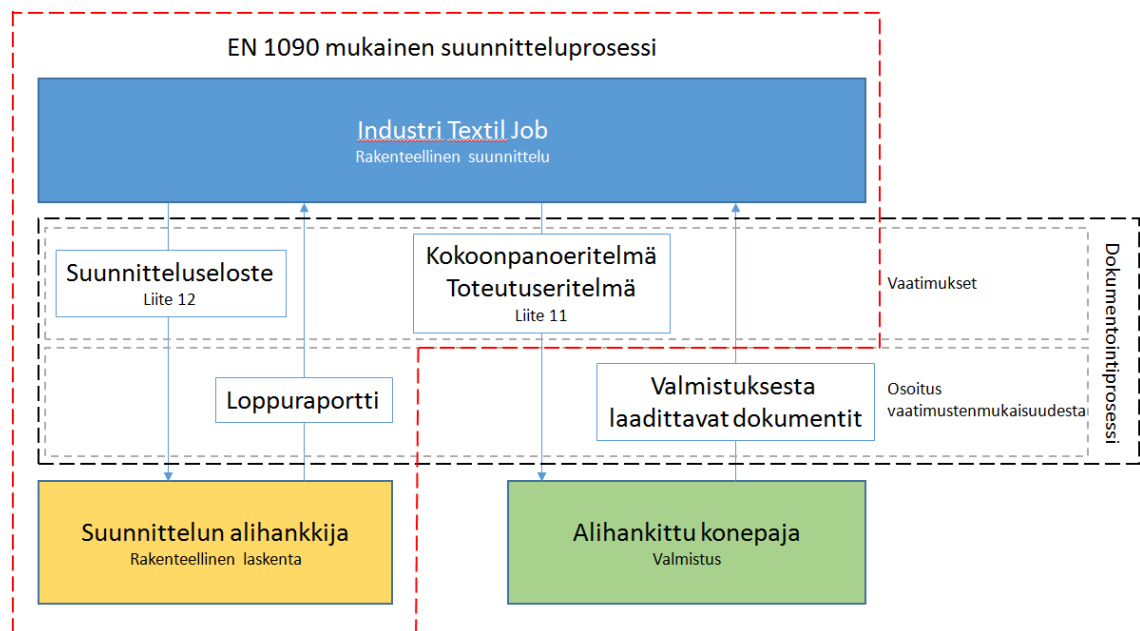 EN 1090 mukainen suunnitteluprosessi
Industri Textil Job
Rakenteellinen suunnittelu
Suunnitteluseloste
Liite 12
Kokoonpanoeritelmä
Toteutuseritelmä
Liite 11
Vaatimukset
Dokumentointiprosessi
Loppuraportti
Valmistuksesta
laadittavat dokumentit
Osoitus
vaatimustenmukaisuudesta
Suunnittelun alihankkija
Rakenteellinen laskenta
Alihankittu konepaja
Valmistus